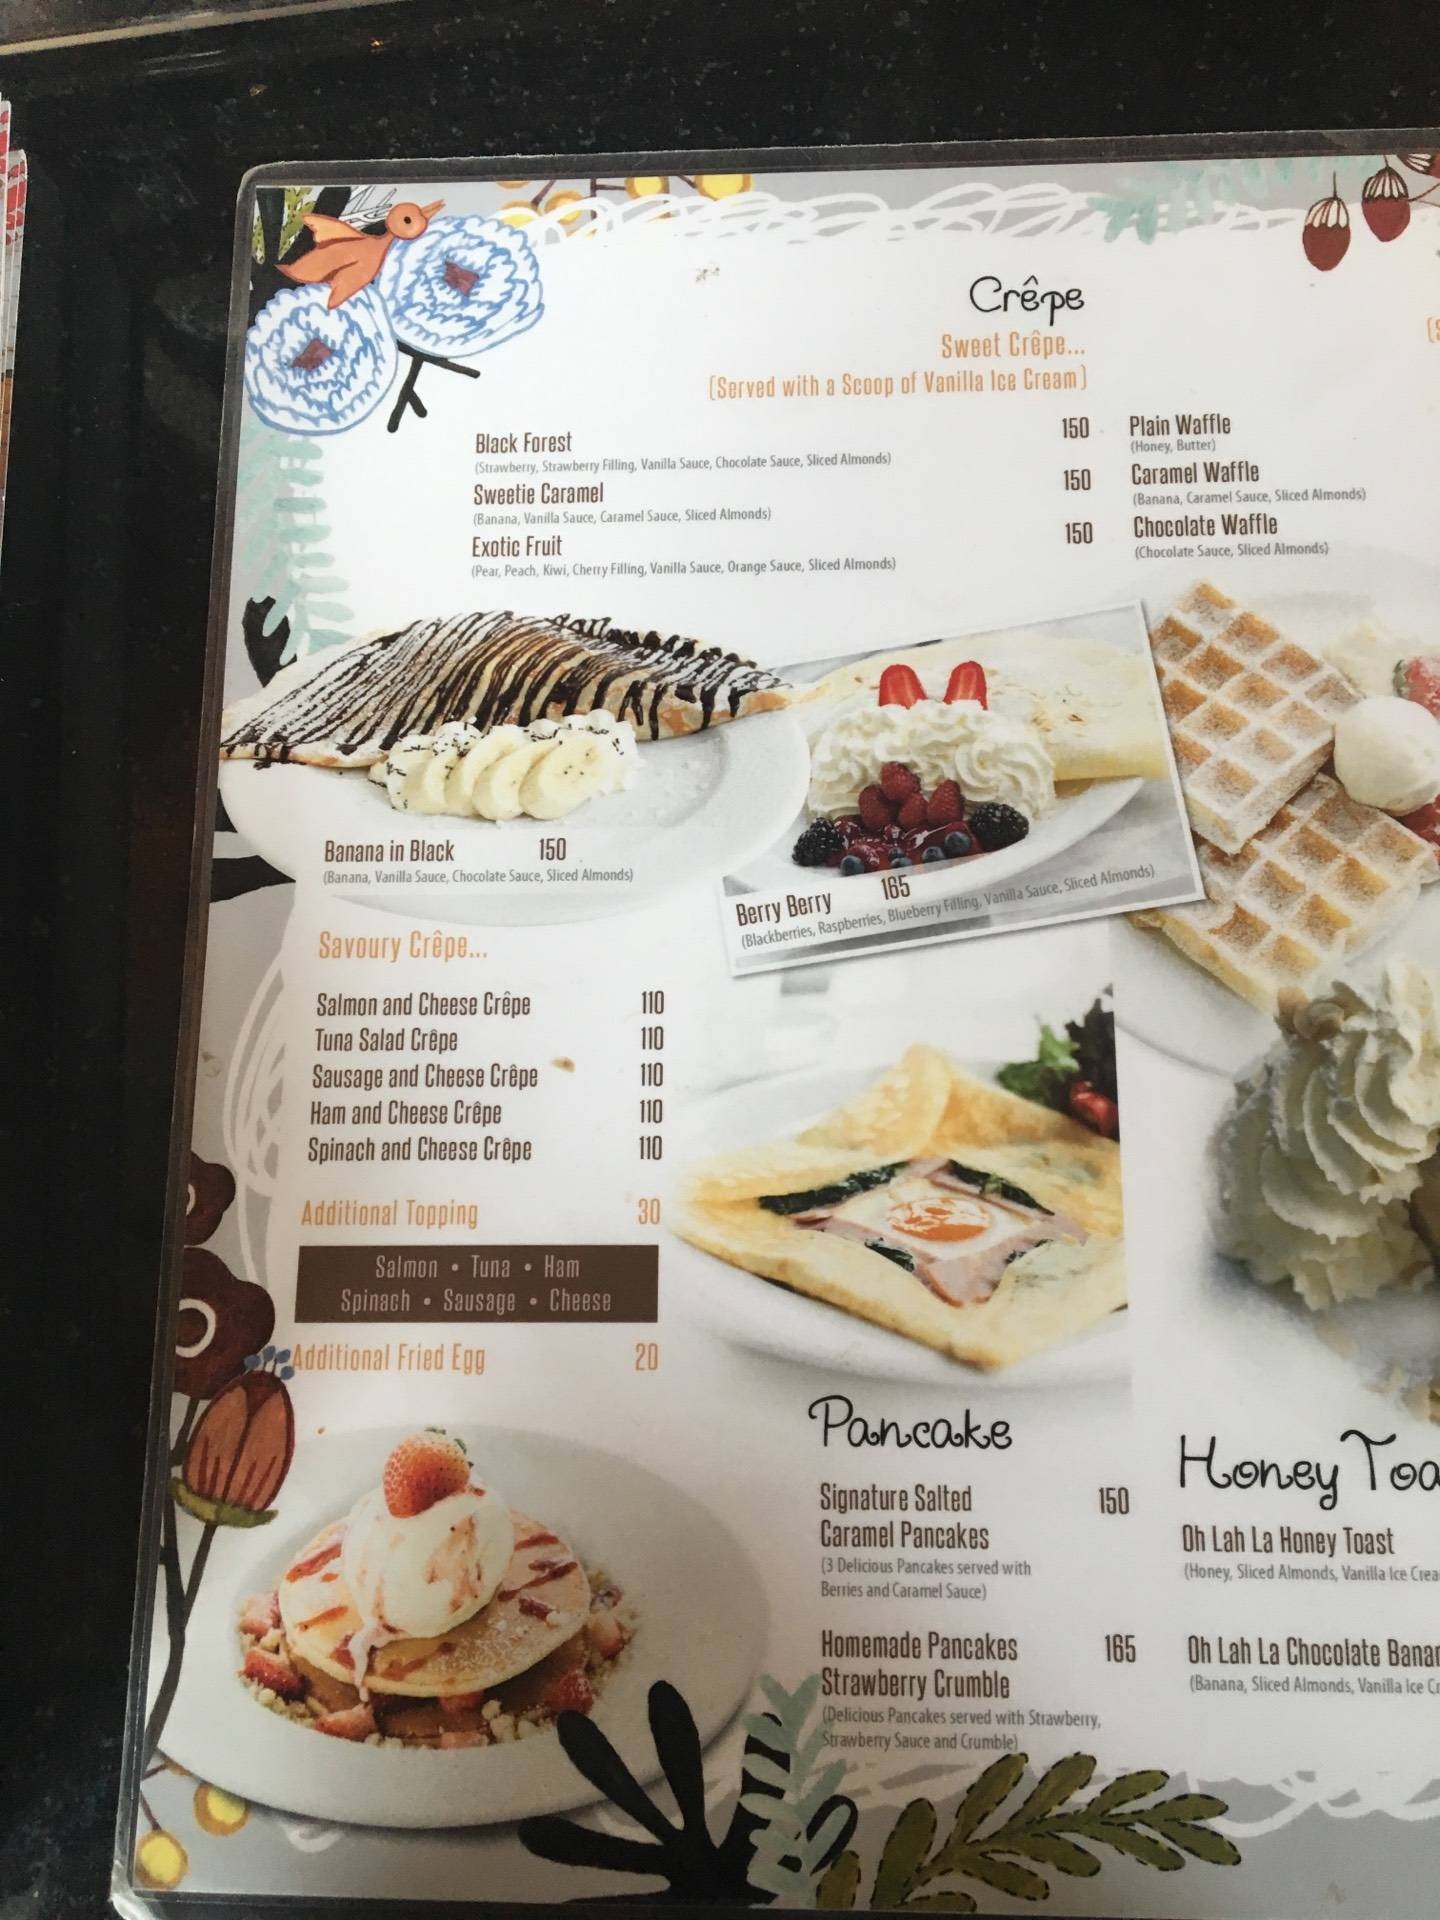 Crêpe
Sweet Crêpe...
(Served with a Scoop of Vanilla Ice Cream)
Black Forest 150
(Strawberry, Strawberry Filling, Vanilla Sauce, Chocolate Sauce, Sliced Almonds)
Sweetie Caramel 150
(Banana, Vanilla Sauce, Caramel Sauce, Sliced Almonds)
Exotic Fruit 150
(Pear, Peach, Kiwi, Cherry Filling, Vanilla Sauce, Orange Sauce, Sliced Almonds)
Plain Waffle
(Honey, Butter)
Caramel Waffle
(Banana, Caramel Sauce, Sliced Almonds)
Chocolate Waffle
(Chocolate Sauce, Sliced Almonds)
Banana in Black 150
(Banana, Vanilla Sauce, Chocolate Sauce, Sliced Almonds)
Berry Berry 165
(Blackberries, Raspberries, Blueberry Filling, Vanilla Sauce, Sliced Almonds)
Savoury Crêpe...
Salmon and Cheese Crêpe 110
Tuna Salad Crêpe 110
Sausage and Cheese Crêpe 110
Ham and Cheese Crêpe 110
Spinach and Cheese Crêpe 110
Additional Topping 30
Salmon • Tuna • Ham
Spinach • Sausage • Cheese
Additional Fried Egg 20
Pancake
Signature Salted 150
Caramel Pancakes
(3 Delicious Pancakes served with
Berries and Caramel Sauce)
Homemade Pancakes 165
Strawberry Crumble
(Delicious Pancakes served with Strawberry,
Strawberry Sauce and Crumble)
Honey
Oh Lah La Honey Toast
(Honey, Sliced Almonds, Vanilla Ice
Oh Lah La Chocolate
(Banana, Sliced Almonds, Vanilla Ice